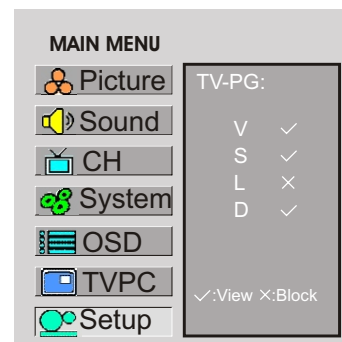 MAIN MENU
Picture
Sound
CH
System
OSD
TVPC
Setup
TV-PG:
V ✓
S ✓
L ×
D ✓
✓:View ×:Block